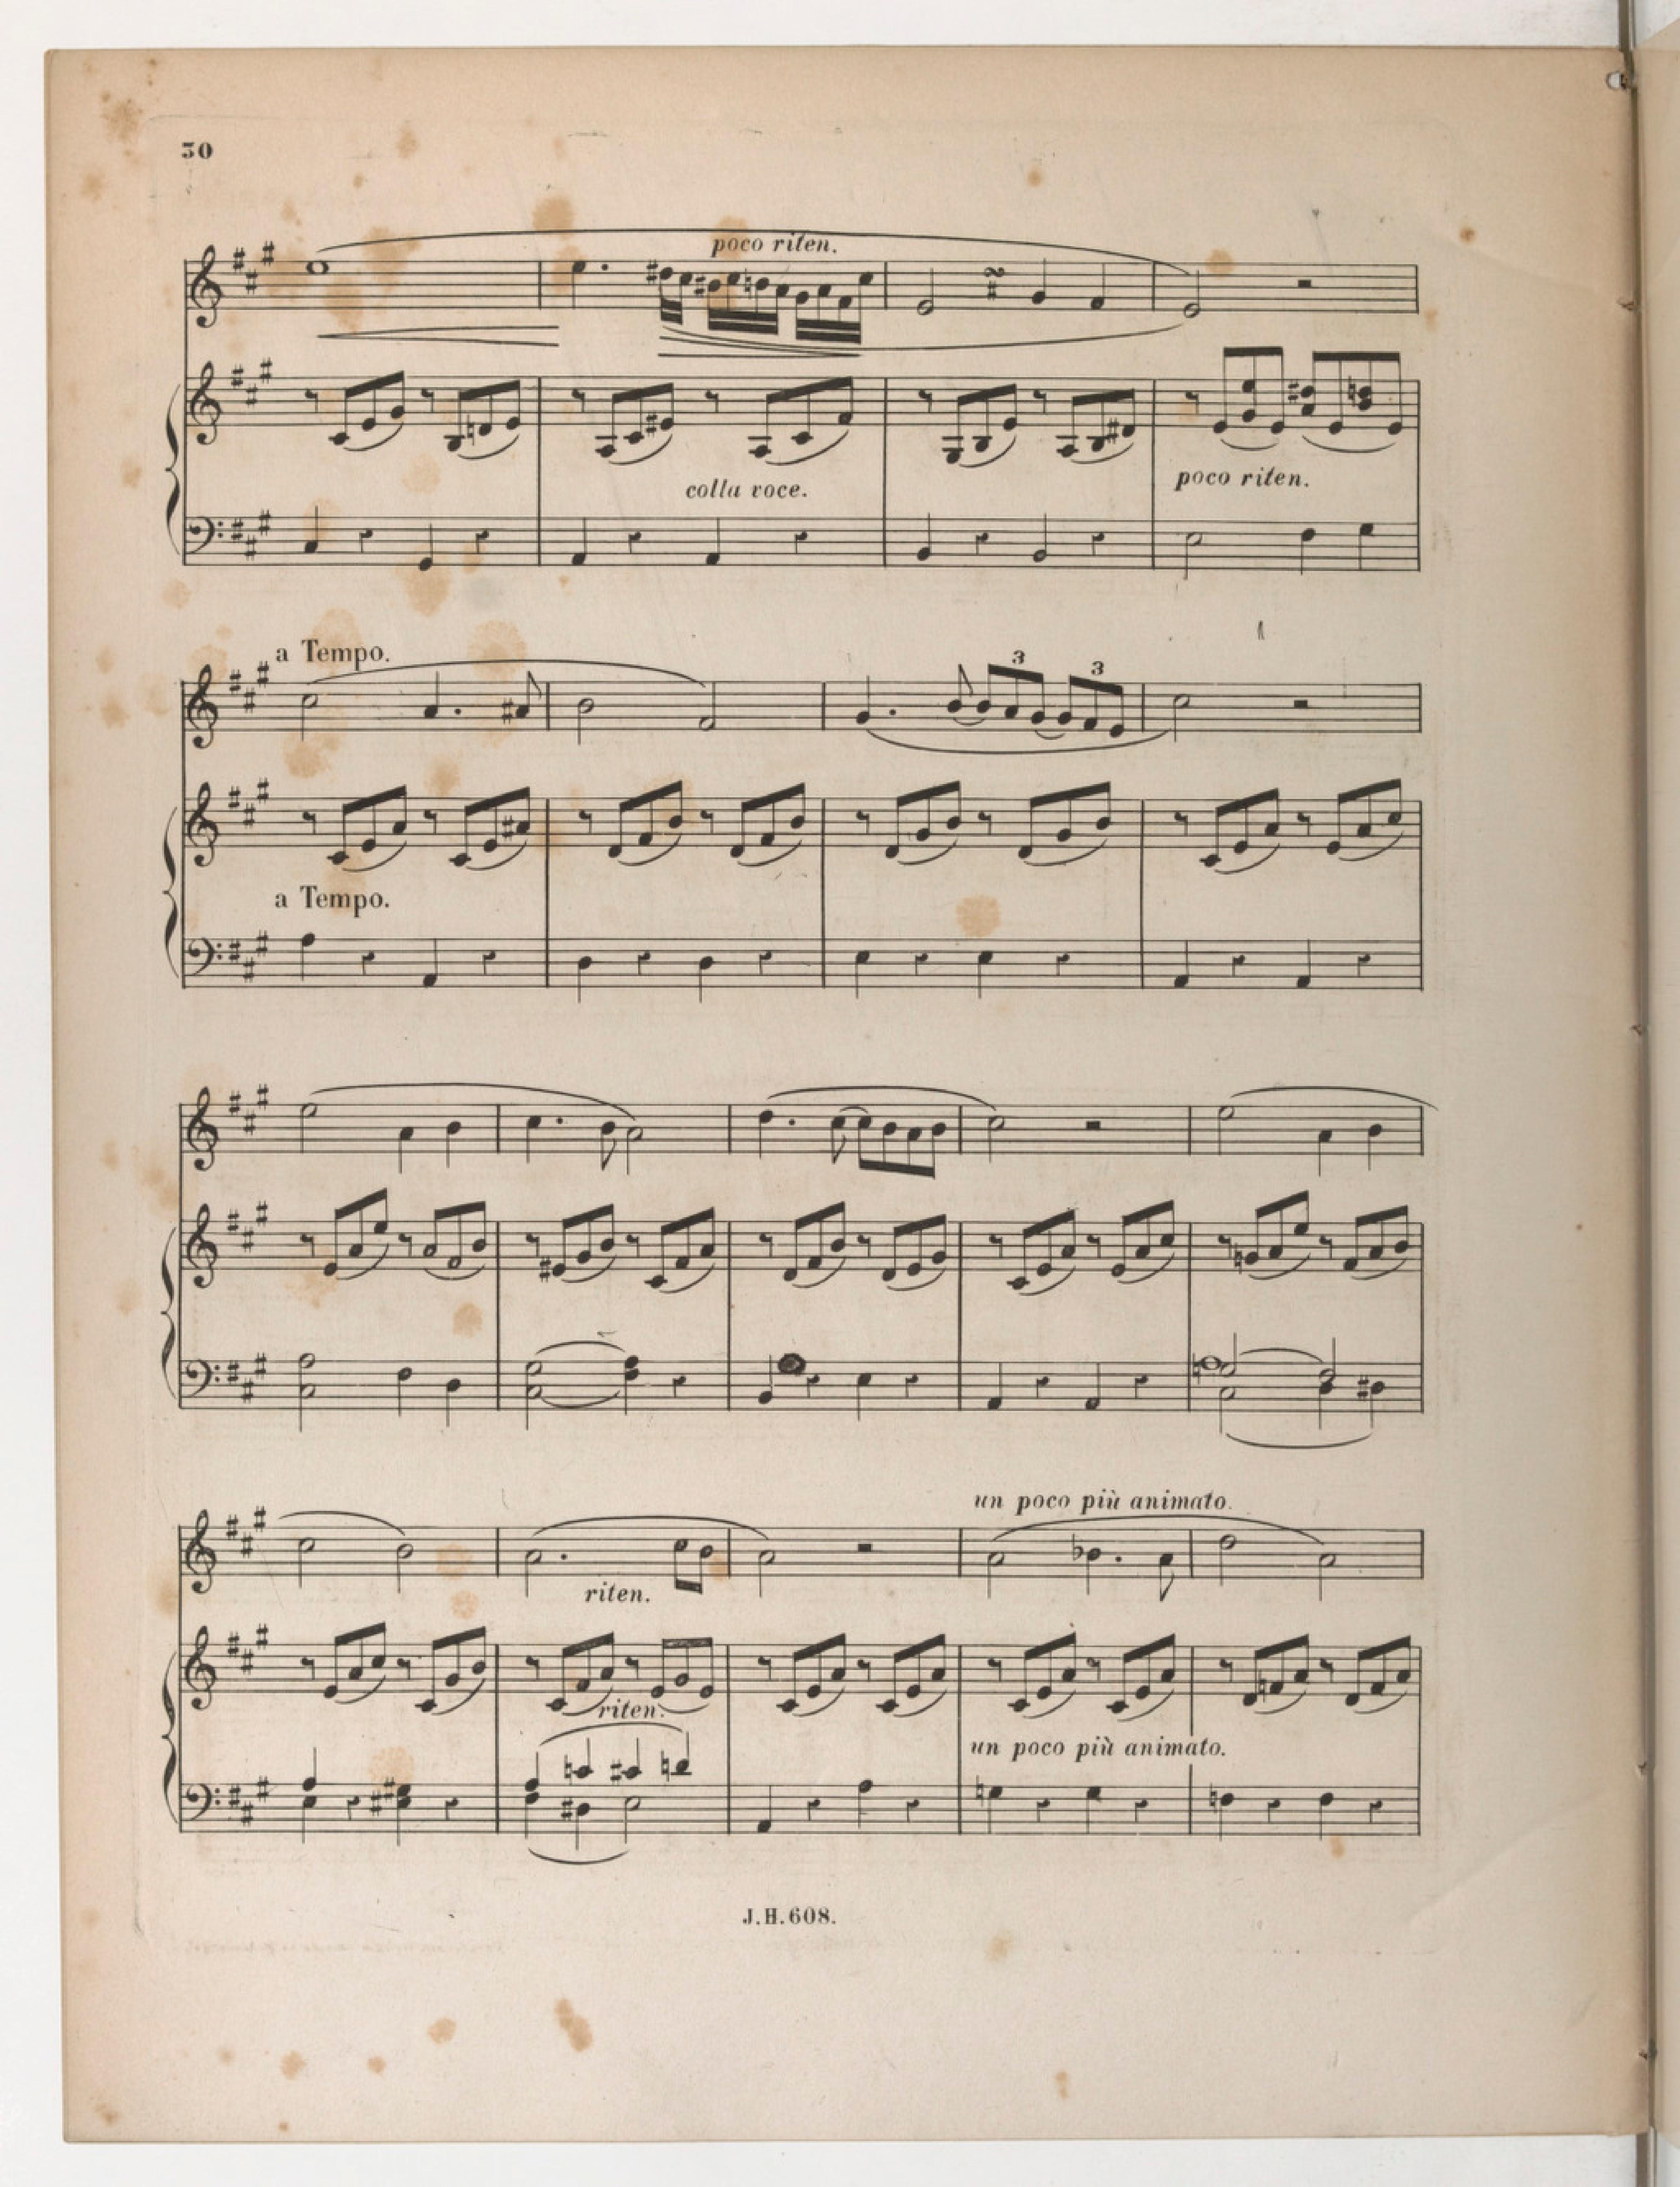 30
poco riten.
colla voce.
poco riten.
a Tempo.
3
3
a Tempo.
un poco più animato.
riten.
riten.
un poco più animato.
J.H.608.